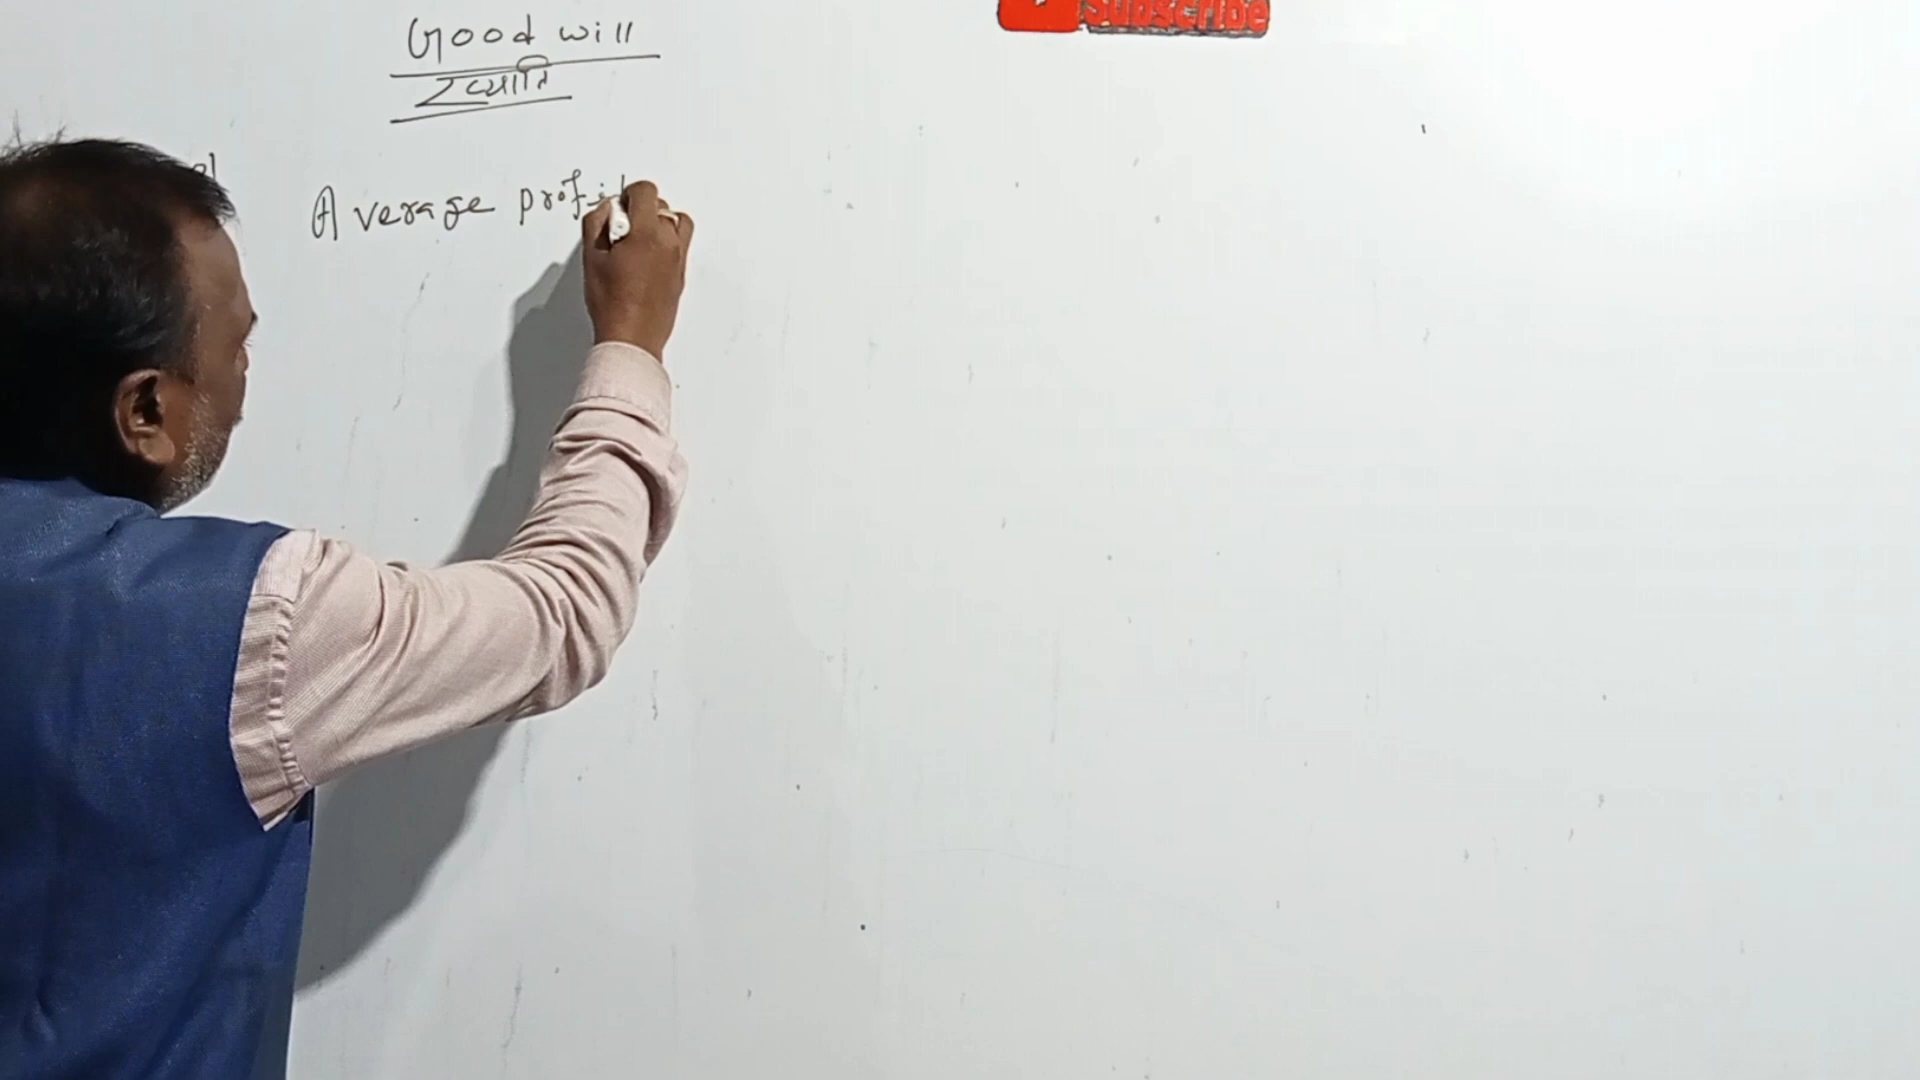 Subscribe
Good will
ख्याति
Average profit